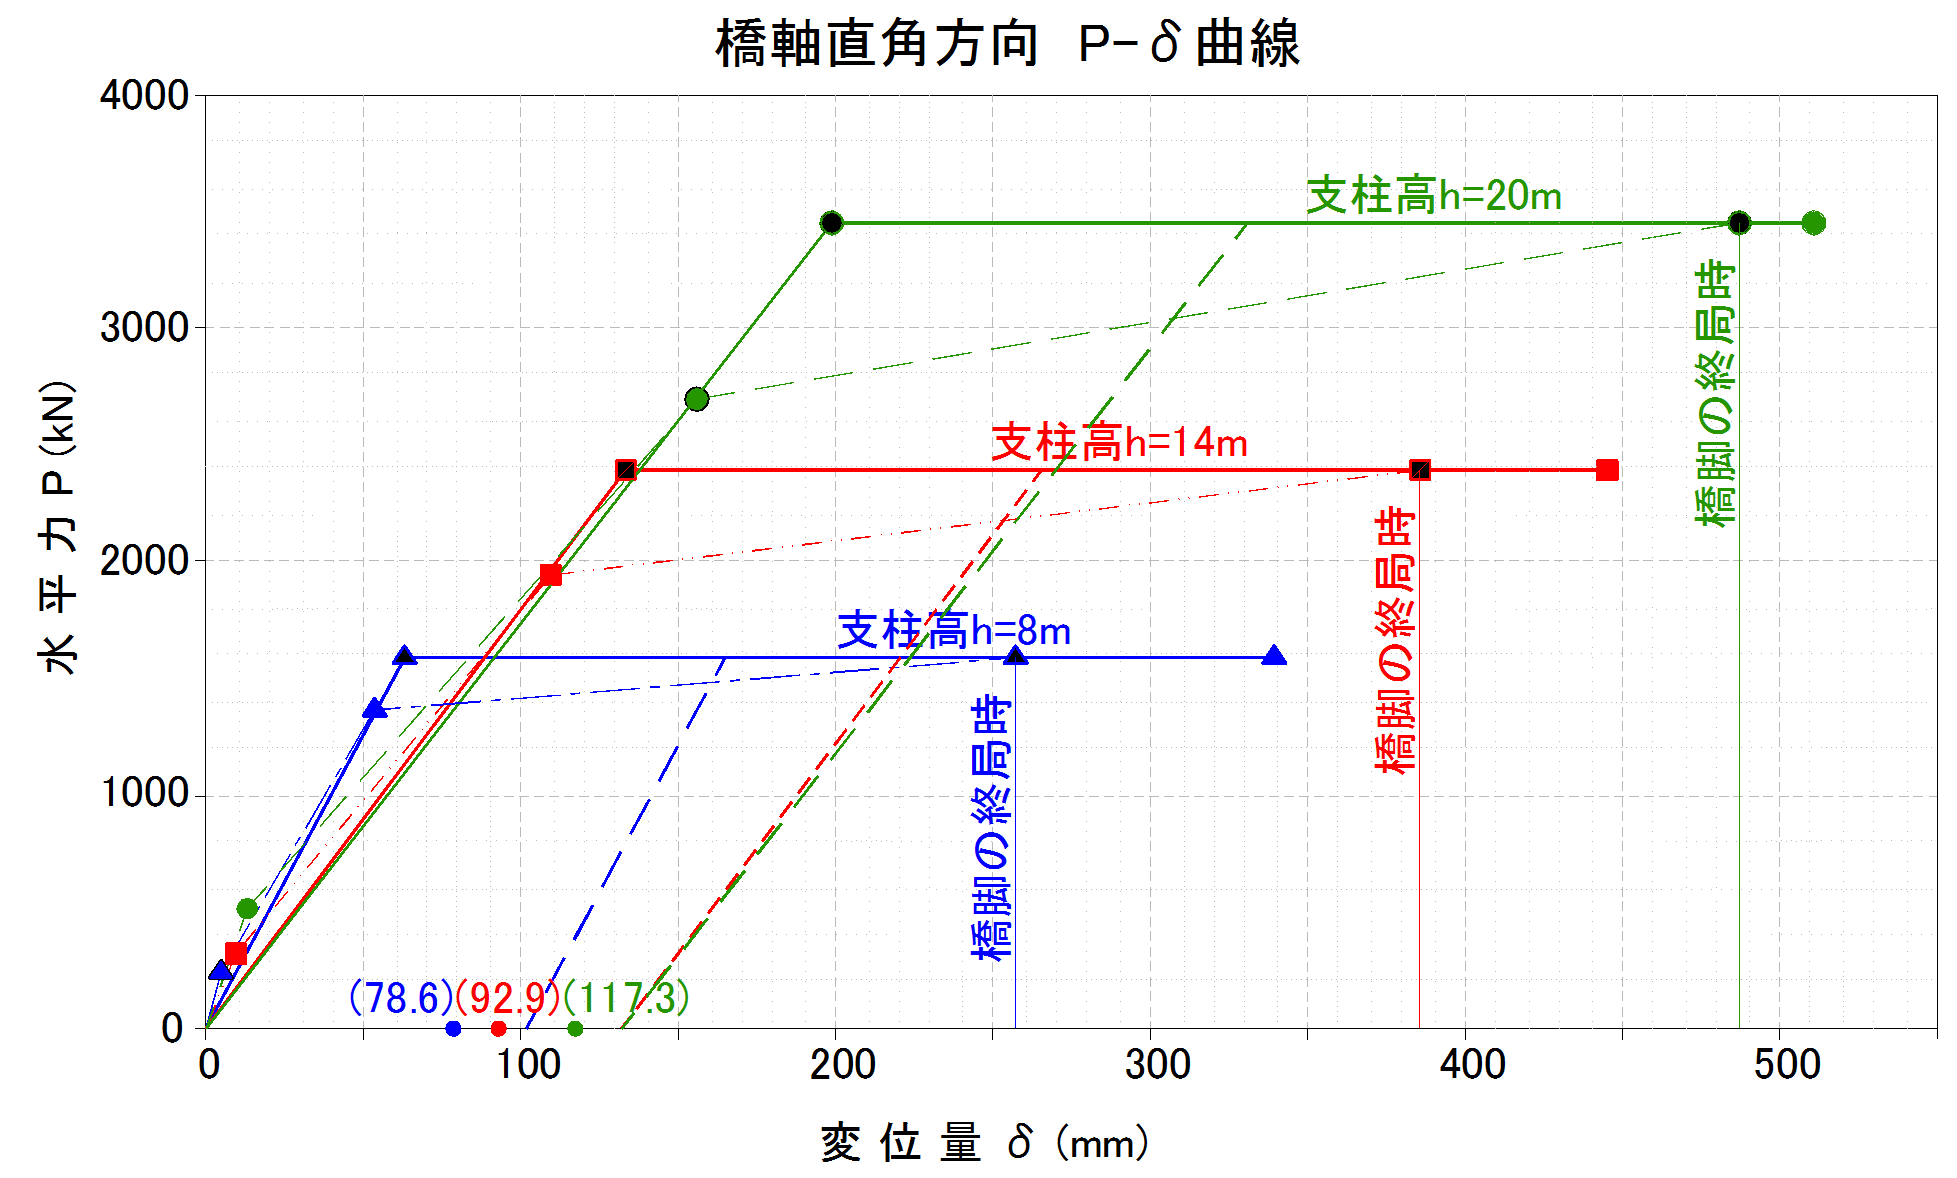 橋軸直角方向 P-δ曲線
4000
3000
2000
1000
0
水平力P(kN)
支柱高h=20m
橋脚の終局時
支柱高h=14m
橋脚の終局時
支柱高h=8m
橋脚の終局時
(78.6)(92.9)(117.3)
0 100 200 300 400 500
変位量 δ (mm)